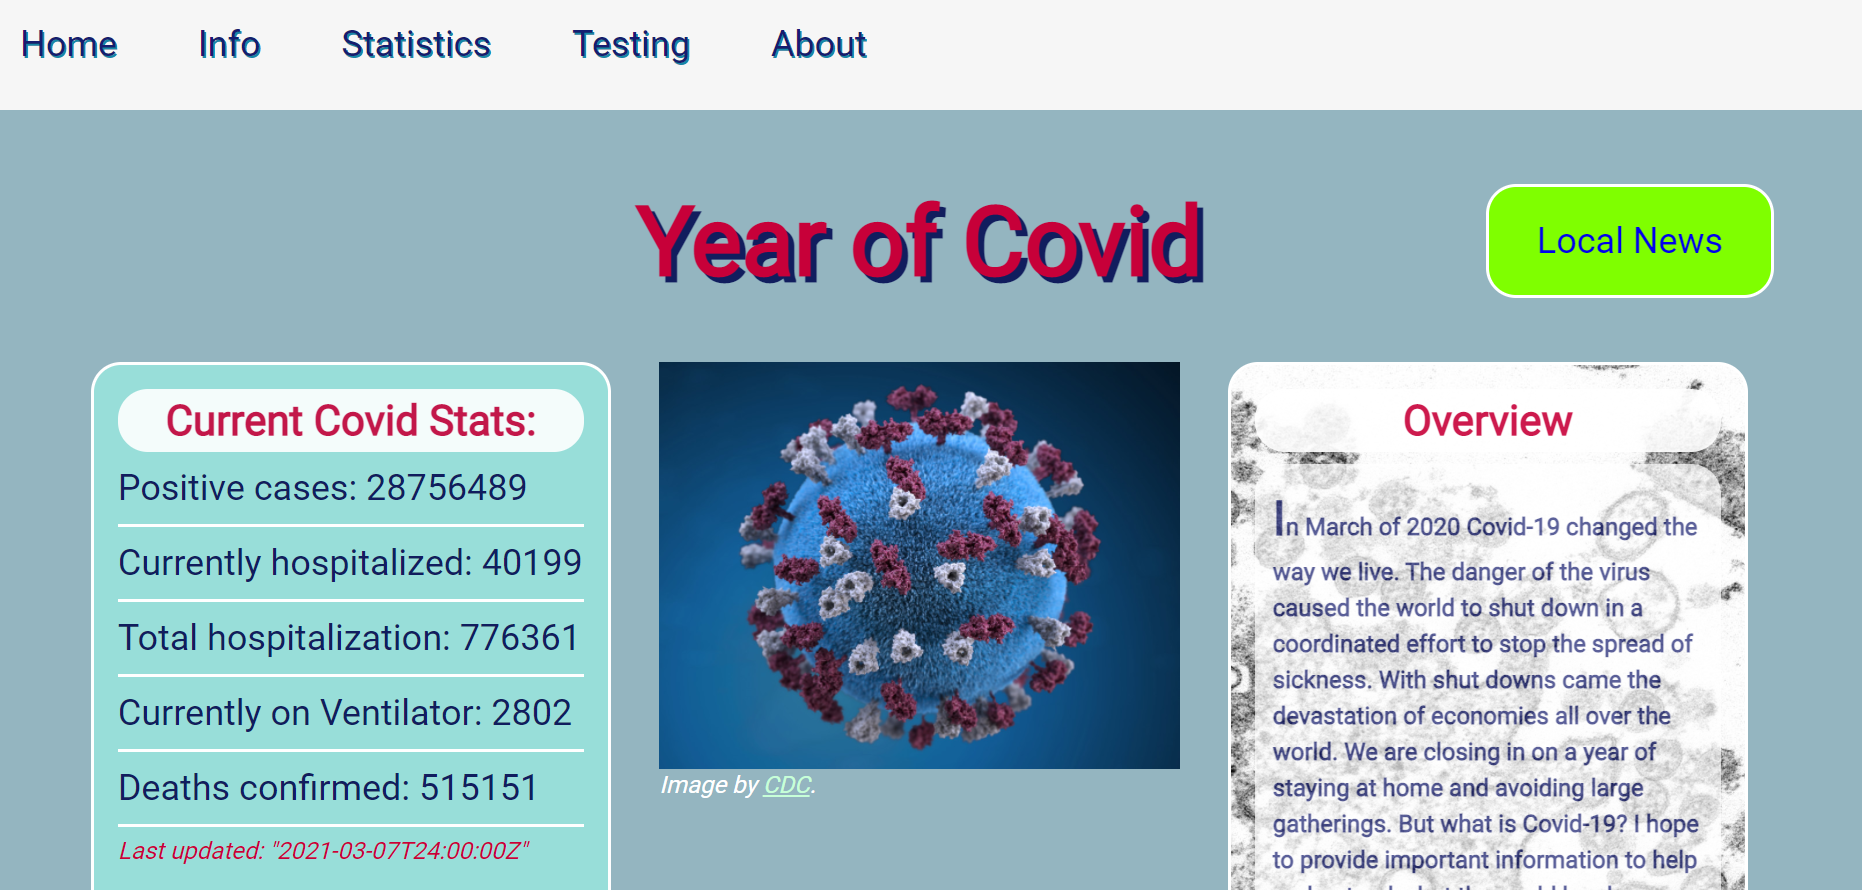 Home Info Statistics Testing About
Year of Covid
Local News
Current Covid Stats:
Positive cases: 28756489
Currently hospitalized: 40199
Total hospitalization: 776361
Currently on Ventilator: 2802
Deaths confirmed: 515151
Last updated: "2021-03-07T24:00:00Z"
Image by CDC.
Overview
In March of 2020 Covid-19 changed the
way we live. The danger of the virus
caused the world to shut down in a
coordinated effort to stop the spread of
sickness. With shut downs came the
devastation of economies all over the
world. We are closing in on a year of
staying at home and avoiding large
gatherings. But what is Covid-19? I hope
to provide important information to help